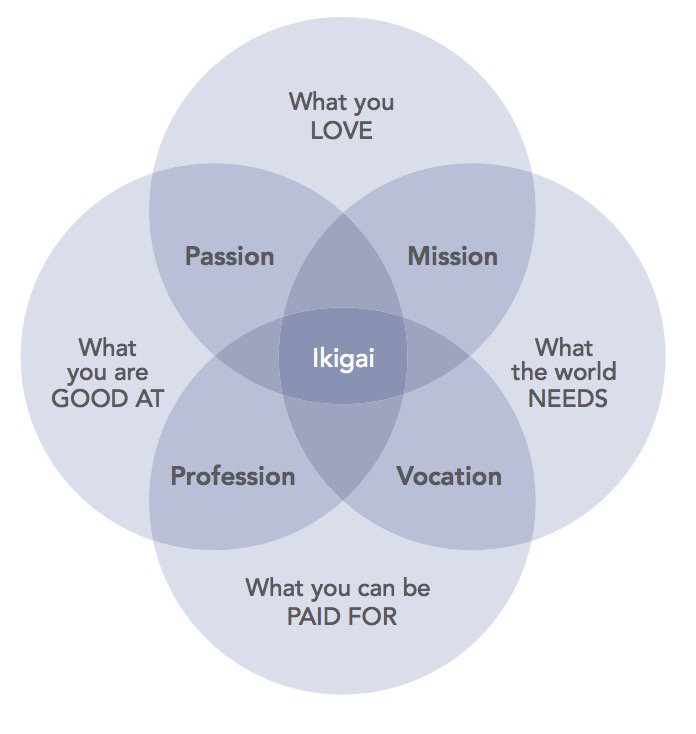 What you
LOVE
Passion
Mission
What
you are
GOOD AT
Ikigai
What
the world
NEEDS
Profession
Vocation
What you can be
PAID FOR